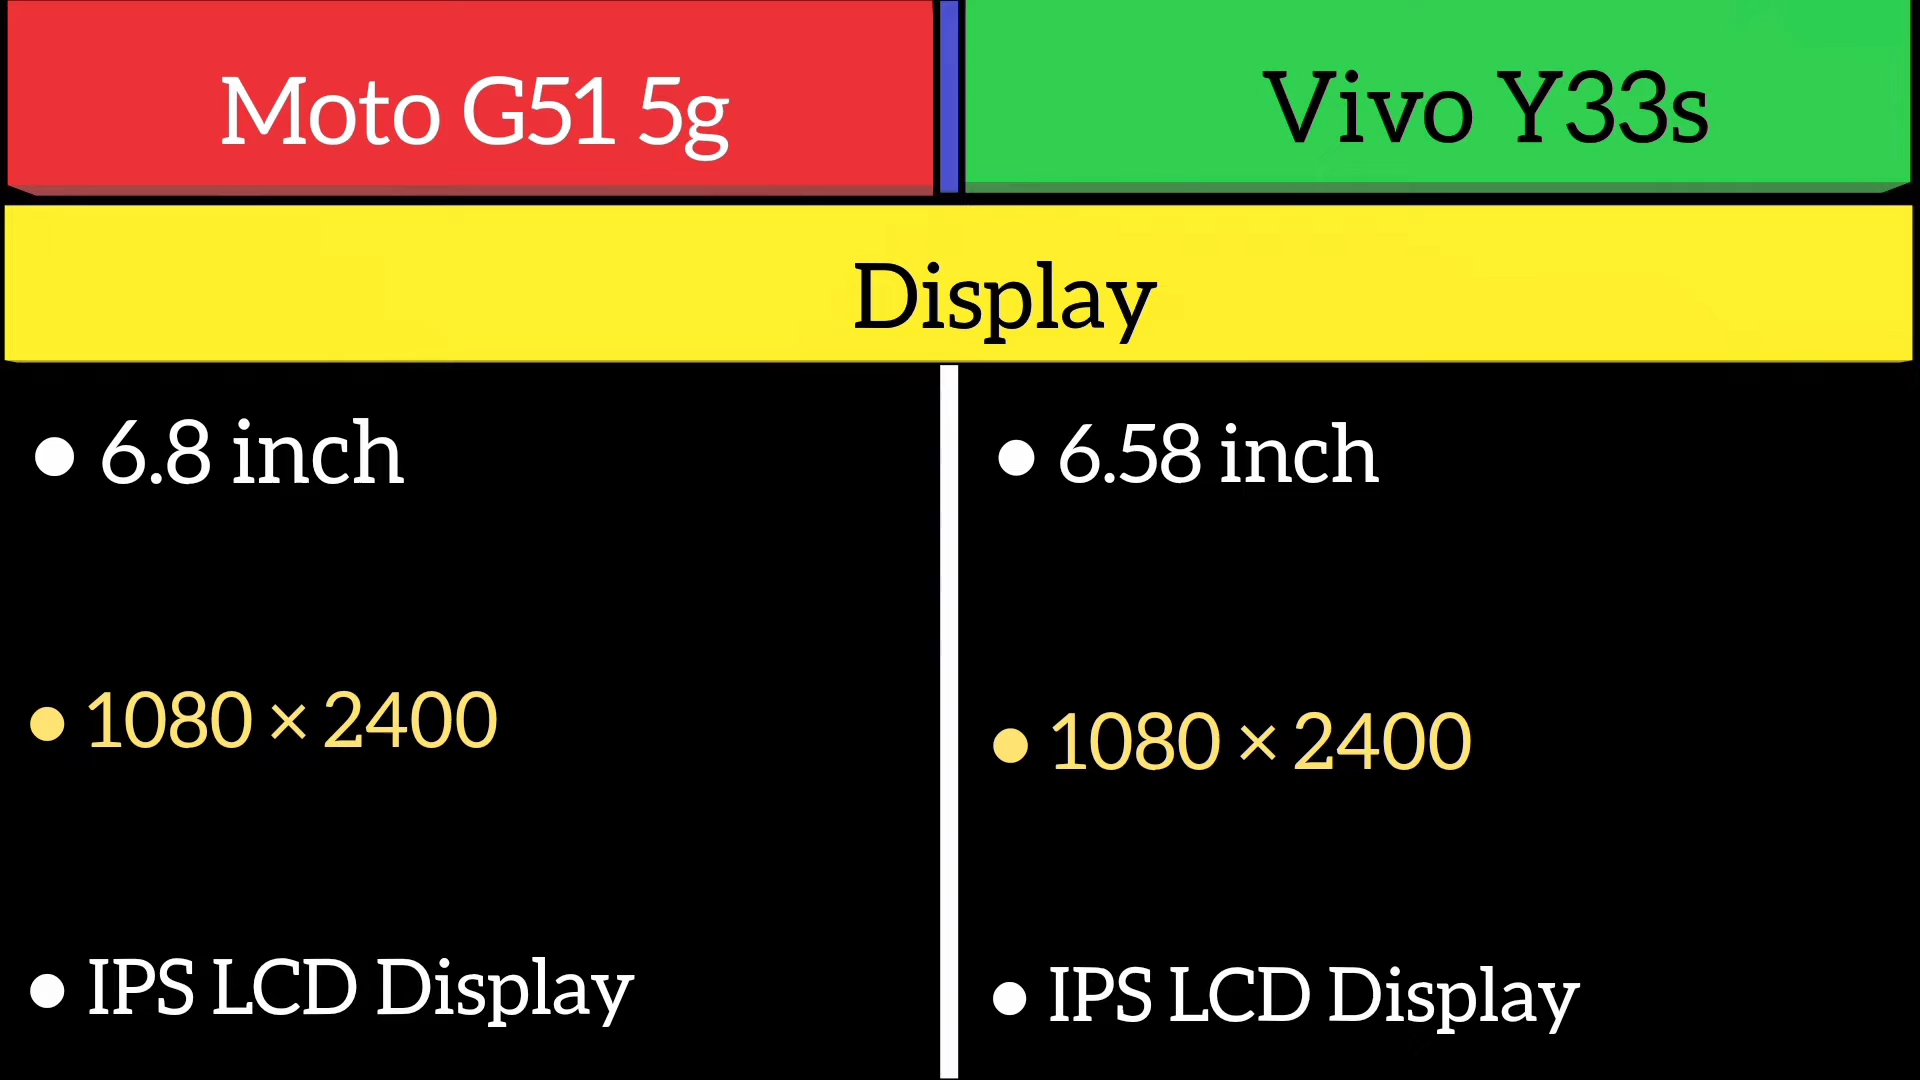 Moto G51 5g
Vivo Y33s
Display
● 6.8 inch
● 6.58 inch
● 1080 × 2400
● 1080 × 2400
● IPS LCD Display
● IPS LCD Display